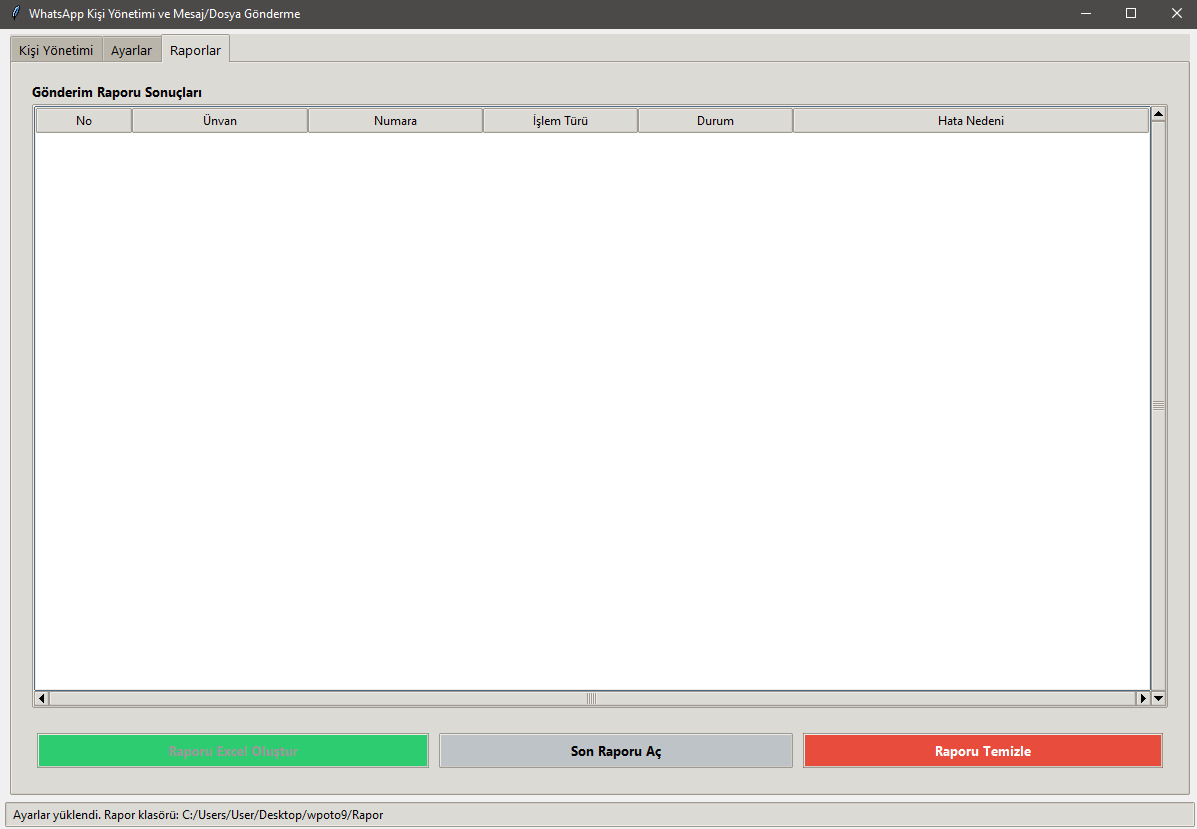 WhatsApp Kişi Yönetimi ve Mesaj/Dosya Gönderme
Kişi Yönetimi Ayarlar Raporlar
Gönderim Raporu Sonuçları
No Ünvan Numara İşlem Türü Durum Hata Nedeni
Raporu Excel Oluştur Son Raporu Aç Raporu Temizle
Ayarlar yüklendi. Rapor klasörü: C:/Users/User/Desktop/wpoto9/Rapor